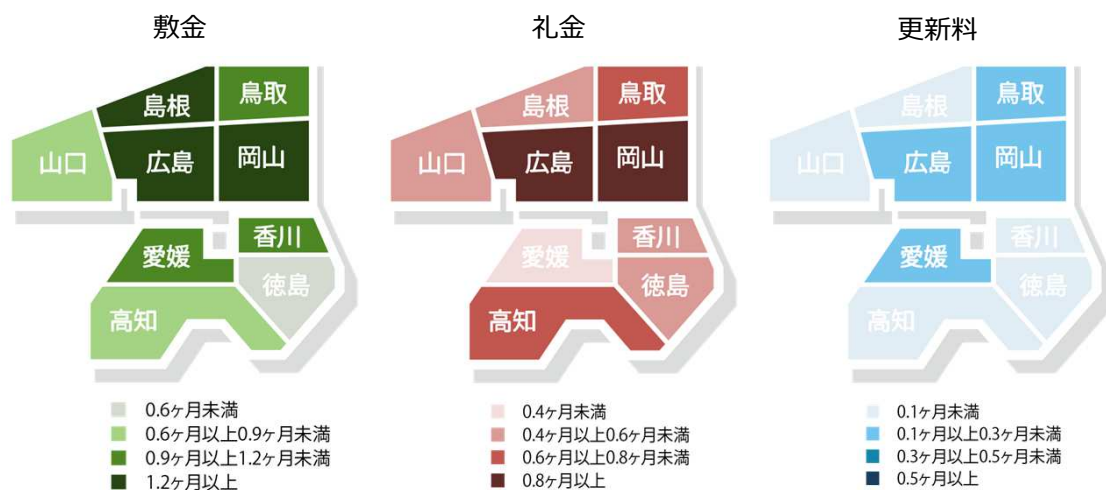 敷金
島根
鳥取
山口
広島
岡山
愛媛
香川
徳島
高知
0.6ヶ月未満
0.6ヶ月以上0.9ヶ月未満
0.9ヶ月以上1.2ヶ月未満
1.2ヶ月以上
礼金
島根
鳥取
山口
広島
岡山
愛媛
香川
徳島
高知
0.4ヶ月未満
0.4ヶ月以上0.6ヶ月未満
0.6ヶ月以上0.8ヶ月未満
0.8ヶ月以上
更新料
島根
鳥取
山口
広島
岡山
愛媛
香川
徳島
高知
0.1ヶ月未満
0.1ヶ月以上0.3ヶ月未満
0.3ヶ月以上0.5ヶ月未満
0.5ヶ月以上